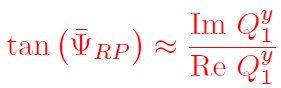 tan (Ψ̄_RP) ≈ Im Q_1^y / Re Q_1^y